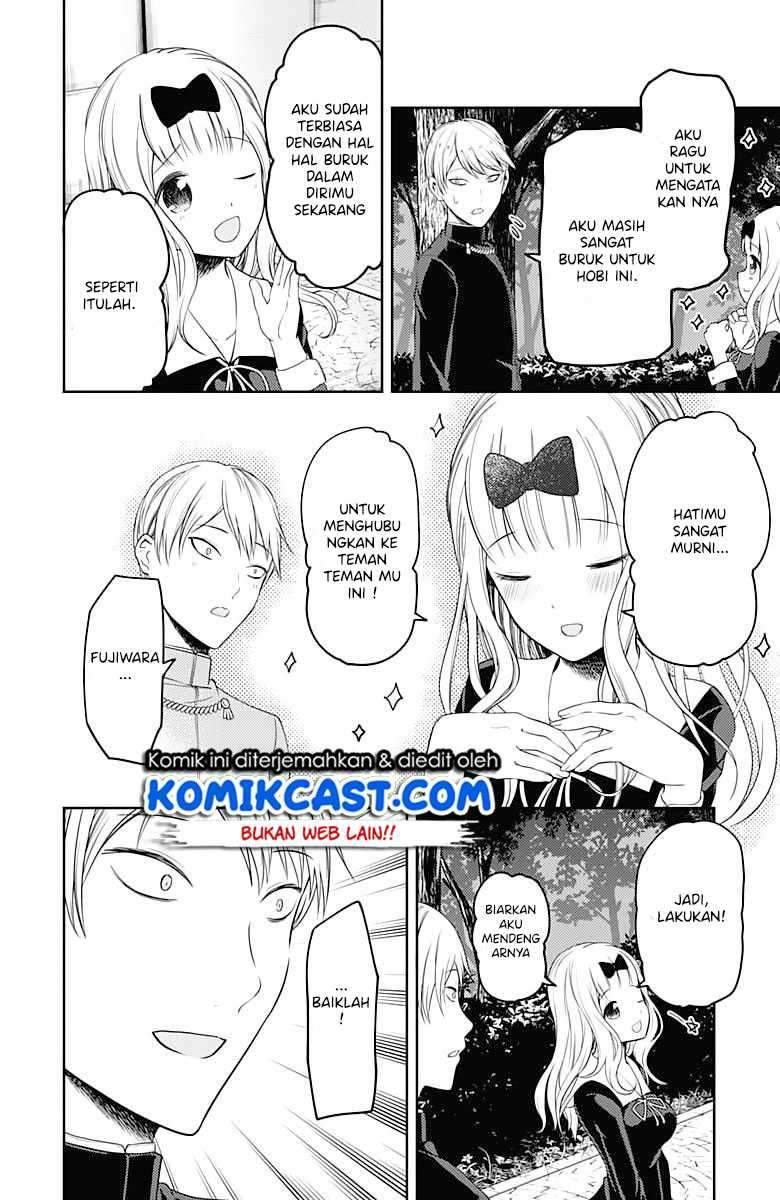 AKU
RAGU
UNTUK
MENGATA
KAN NYA
AKU MASIH
SANGAT
BURUK UNTUK
HOBI INI.
AKU SUDAH
TERBIASA
DENGAN HAL
HAL BURUK
DALAM
DIRIMU
SEKARANG
SEPERTI
ITULAH.
HATIMU
SANGAT
MURNI...
UNTUK
MENGHUBU
NGKAN KE
TEMAN
TEMAN MU
INI !
FUJIWARA
...
Komik ini diterjemahkan & diedit oleh
KOMIKCAST.COM
BUKAN WEB LAIN!!
JADI,
LAKUKAN!
BIARKAN
AKU
MENDENG
ARNYA
...
BAIKLAH
!